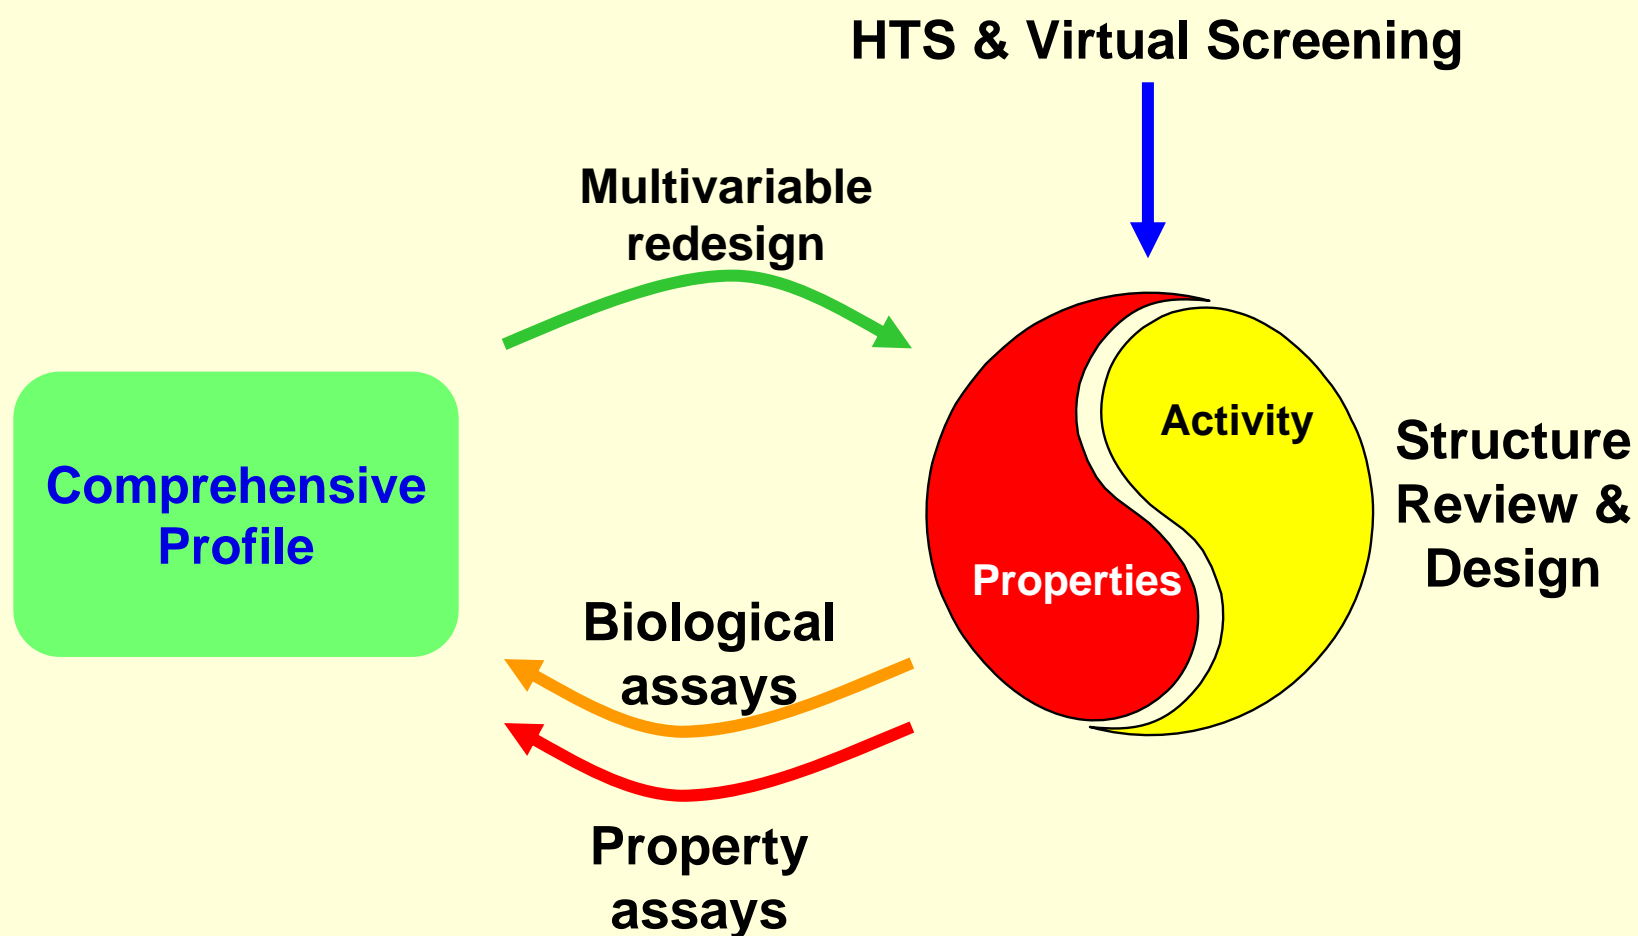 HTS & Virtual Screening
Multivariable
redesign
Comprehensive
Profile
Activity
Properties
Structure
Review &
Design
Biological
assays
Property
assays